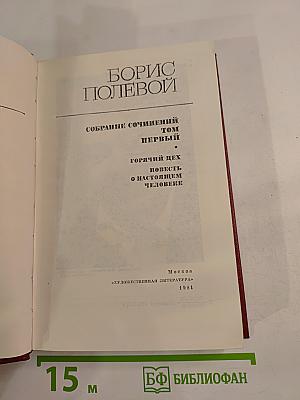 БОРИС
ПОЛЕВОЙ
СОБРАНИЕ СОЧИНЕНИЙ
ТОМ
ПЕРВЫЙ
•
ГОРЯЧИЙ ЦЕХ
ПОВЕСТЬ
О НАСТОЯЩЕМ
ЧЕЛОВЕКЕ
Москва
«ХУДОЖЕСТВЕННАЯ ЛИТЕРАТУРА»
1981
15 м
БФ БИБЛИОФАН